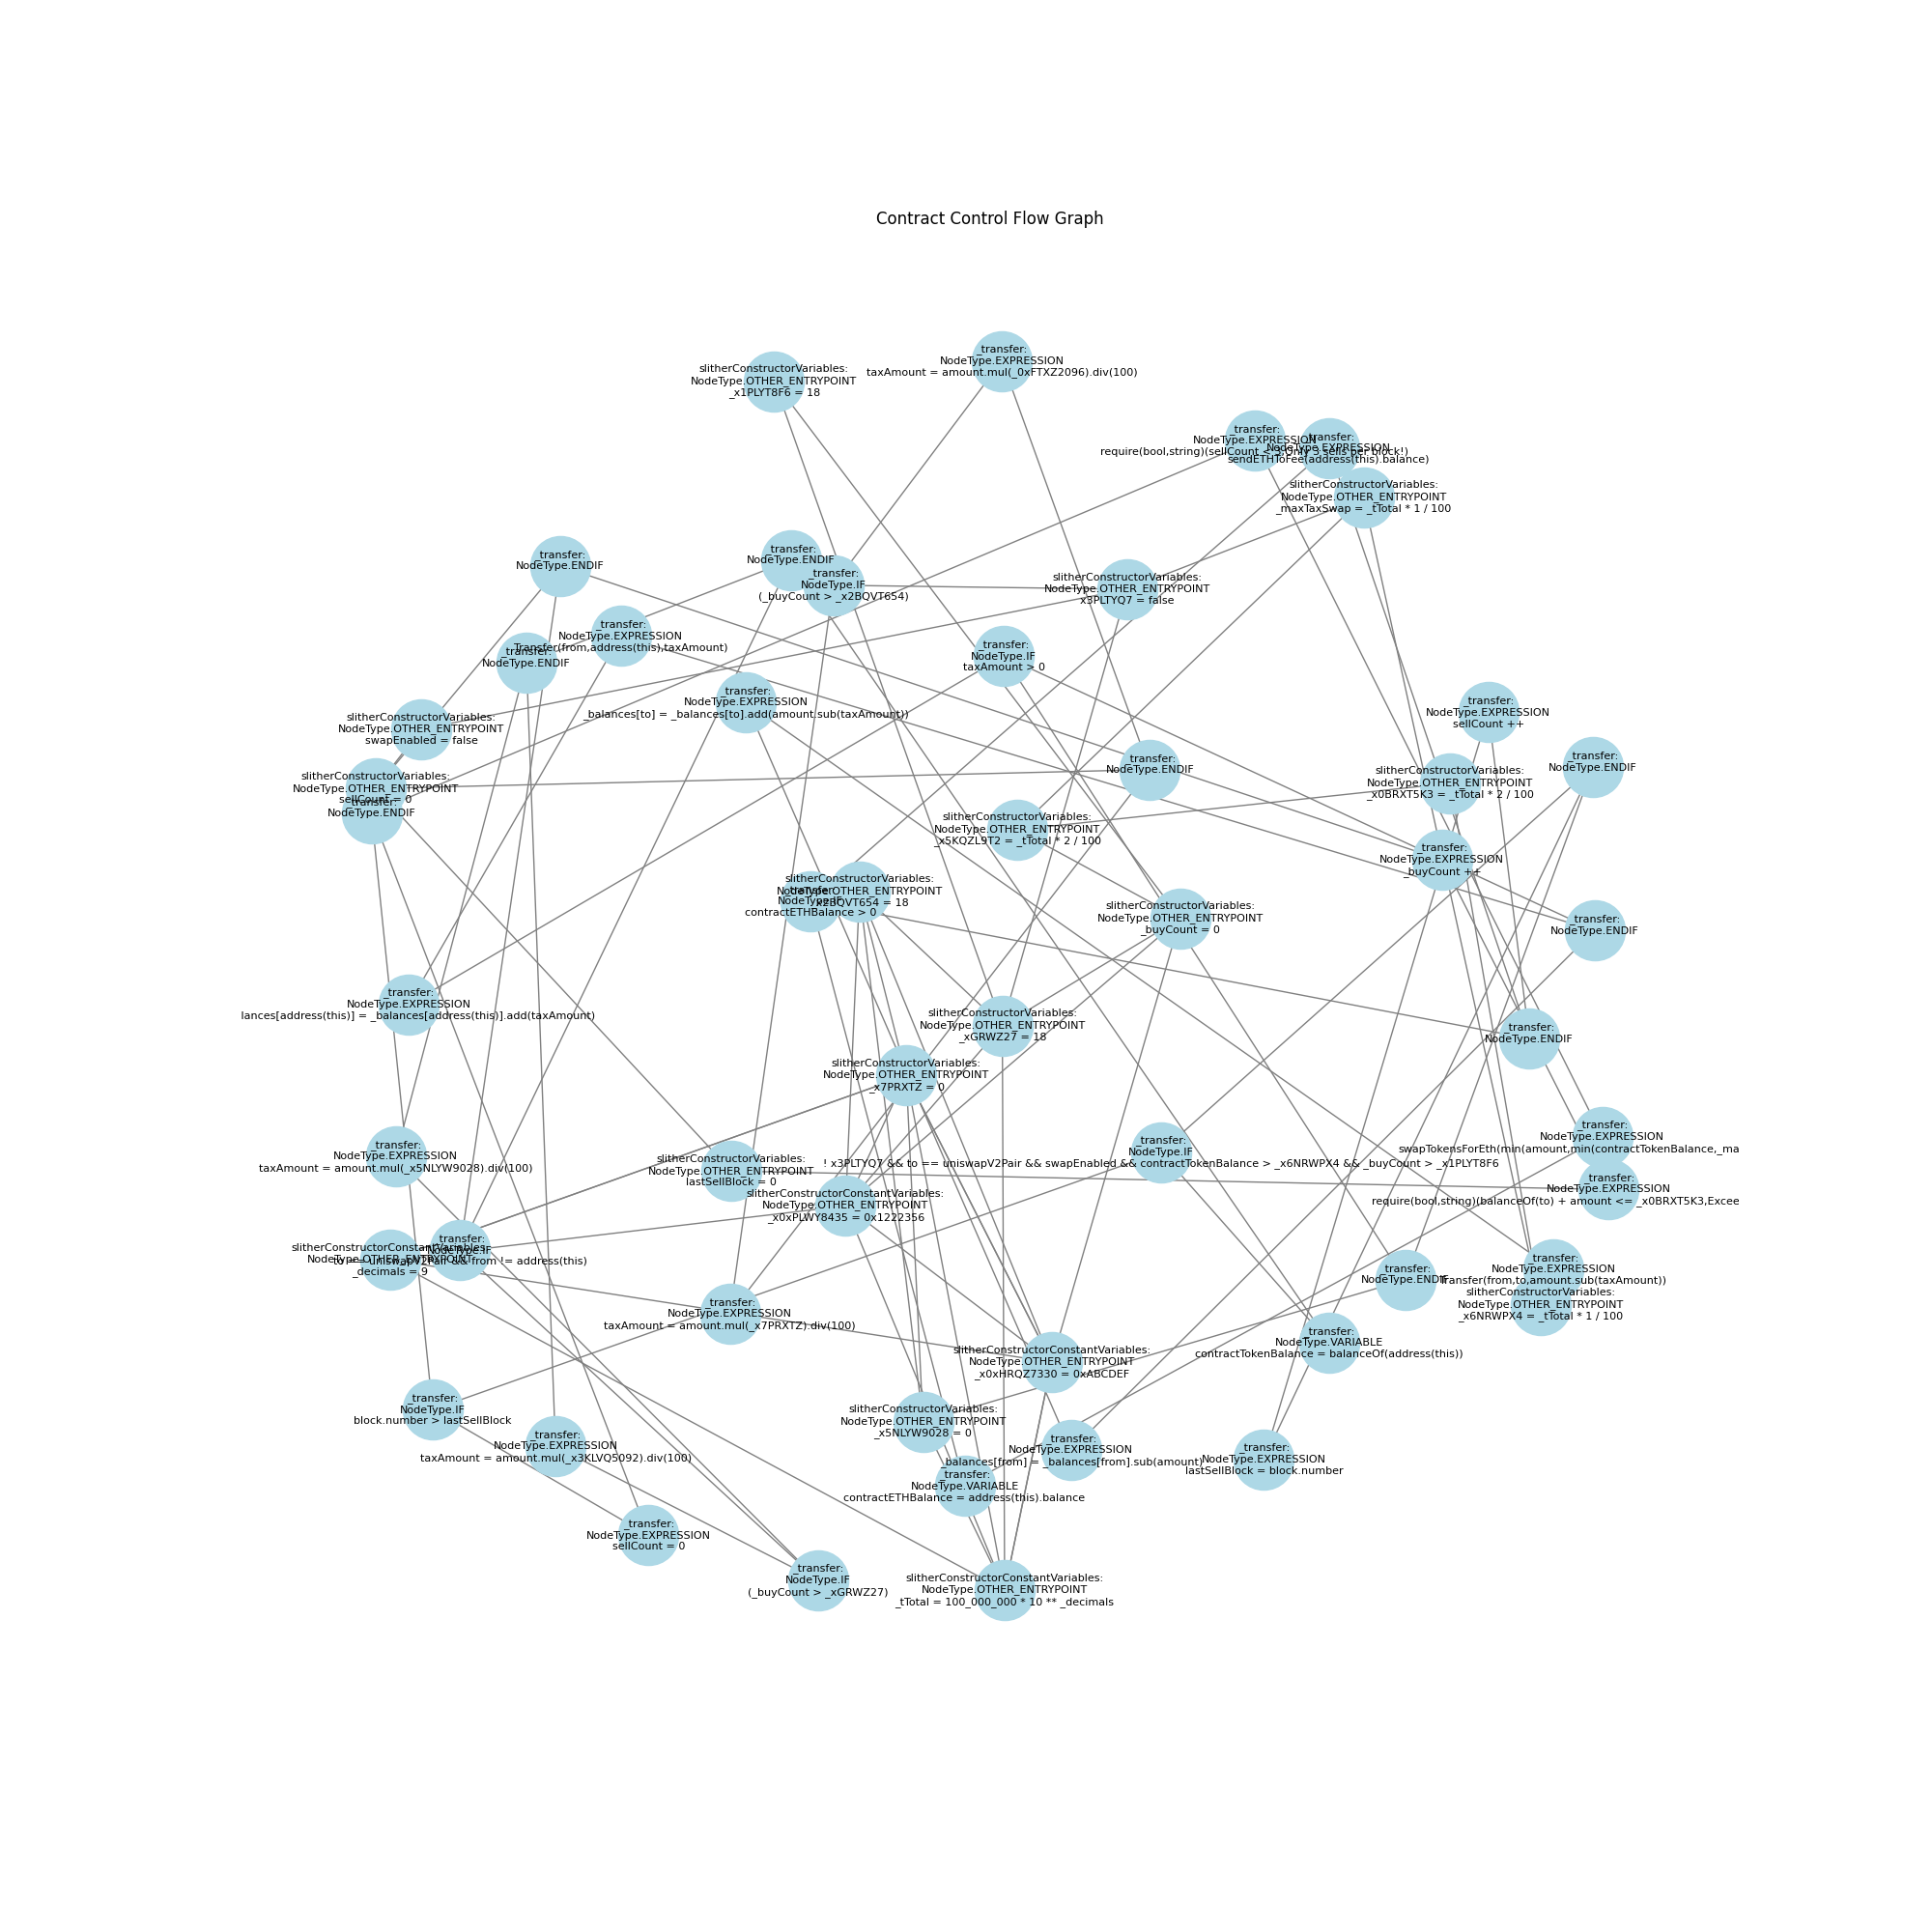 Contract Control Flow Graph
_transfer:
NodeType.EXPRESSION
taxAmount = amount.mul(_0xFTXZ2096).div(100)
slitherConstructorVariables:
NodeType.OTHER_ENTRYPOINT
_x1PLYT8F6 = 18
_transfer:
NodeType.EXPRESSION
require(bool,string)(sellCount < 3,Only 3 sells per block!)
_transfer:
NodeType.EXPRESSION
sendETHToFee(address(this).balance)
slitherConstructorVariables:
NodeType.OTHER_ENTRYPOINT
_maxTaxSwap = _tTotal * 1 / 100
_transfer:
NodeType.ENDIF
_transfer:
NodeType.ENDIF
_transfer:
NodeType.IF
(_buyCount > _x2BQVT654)
slitherConstructorVariables:
NodeType.OTHER_ENTRYPOINT
x3PLTYQ7 = false
_transfer:
NodeType.EXPRESSION
Transfer(from,address(this),taxAmount)
_transfer:
NodeType.ENDIF
_transfer:
NodeType.IF
taxAmount > 0
_transfer:
NodeType.EXPRESSION
_balances[to] = _balances[to].add(amount.sub(taxAmount))
_transfer:
NodeType.EXPRESSION
sellCount ++
slitherConstructorVariables:
NodeType.OTHER_ENTRYPOINT
swapEnabled = false
slitherConstructorVariables:
NodeType.OTHER_ENTRYPOINT
sellCount = 0
_transfer:
NodeType.ENDIF
_transfer:
NodeType.ENDIF
slitherConstructorVariables:
NodeType.OTHER_ENTRYPOINT
_x0BRXT5K3 = _tTotal * 2 / 100
_transfer:
NodeType.ENDIF
slitherConstructorVariables:
NodeType.OTHER_ENTRYPOINT
_x5KQZL9T2 = _tTotal * 2 / 100
_transfer:
NodeType.EXPRESSION
_buyCount ++
slitherConstructorVariables:
NodeType.OTHER_ENTRYPOINT
_x2BQVT654 = 18
_transfer:
NodeType.IF
contractETHBalance > 0
slitherConstructorVariables:
NodeType.OTHER_ENTRYPOINT
_buyCount = 0
_transfer:
NodeType.ENDIF
_transfer:
NodeType.EXPRESSION
lances[address(this)] = _balances[address(this)].add(taxAmount)
slitherConstructorVariables:
NodeType.OTHER_ENTRYPOINT
_xGRWZ27 = 18
_transfer:
NodeType.ENDIF
slitherConstructorVariables:
NodeType.OTHER_ENTRYPOINT
_x7PRXTZ = 0
_transfer:
NodeType.EXPRESSION
swapTokensForEth(min(amount,min(contractTokenBalance,_ma
_transfer:
NodeType.IF
! x3PLTYQ7 && to == uniswapV2Pair && swapEnabled && contractTokenBalance > _x6NRWPX4 && _buyCount > _x1PLYT8F6
_transfer:
NodeType.EXPRESSION
taxAmount = amount.mul(_x5NLYW9028).div(100)
slitherConstructorVariables:
NodeType.OTHER_ENTRYPOINT
lastSellBlock = 0
_transfer:
NodeType.EXPRESSION
require(bool,string)(balanceOf(to) + amount <= _x0BRXT5K3,Excee
slitherConstructorConstantVariables:
NodeType.OTHER_ENTRYPOINT
_x0xPLWY8435 = 0x1222356
_transfer:
NodeType.IF
to == uniswapV2Pair && from != address(this)
slitherConstructorConstantVariables:
NodeType.OTHER_ENTRYPOINT
_decimals = 9
_transfer:
NodeType.EXPRESSION
Transfer(from,to,amount.sub(taxAmount))
_transfer:
NodeType.ENDIF
slitherConstructorVariables:
NodeType.OTHER_ENTRYPOINT
_x6NRWPX4 = _tTotal * 1 / 100
_transfer:
NodeType.EXPRESSION
taxAmount = amount.mul(_x7PRXTZ).div(100)
_transfer:
NodeType.VARIABLE
contractTokenBalance = balanceOf(address(this))
slitherConstructorConstantVariables:
NodeType.OTHER_ENTRYPOINT
_x0xHRQZ7330 = 0xABCDEF
_transfer:
NodeType.IF
block.number > lastSellBlock
slitherConstructorVariables:
NodeType.OTHER_ENTRYPOINT
_x5NLYW9028 = 0
_transfer:
NodeType.EXPRESSION
taxAmount = amount.mul(_x3KLVQ5092).div(100)
_transfer:
NodeType.EXPRESSION
_balances[from] = _balances[from].sub(amount)
_transfer:
NodeType.EXPRESSION
lastSellBlock = block.number
_transfer:
NodeType.VARIABLE
contractETHBalance = address(this).balance
_transfer:
NodeType.EXPRESSION
sellCount = 0
_transfer:
NodeType.IF
(_buyCount > _xGRWZ27)
slitherConstructorConstantVariables:
NodeType.OTHER_ENTRYPOINT
_tTotal = 100_000_000 * 10 ** _decimals